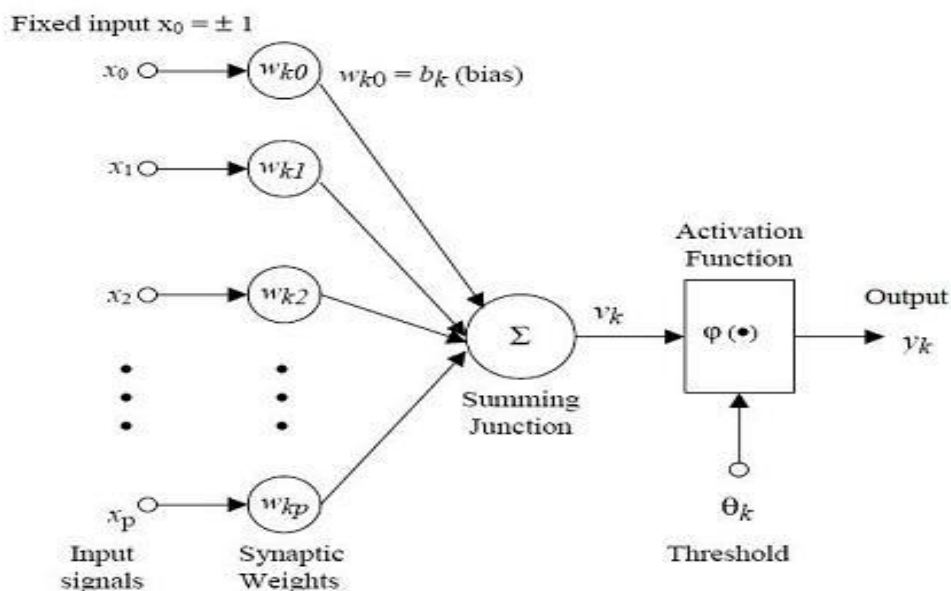 Fixed input x₀ = ± 1
x₀
w_k0
w_k0 = b_k (bias)
x₁
w_k1
x₂
w_k2
x_p
w_kp
Input
signals
Synaptic
Weights
Σ
Summing
Junction
v_k
Activation
Function
φ (•)
θ_k
Threshold
Output
y_k